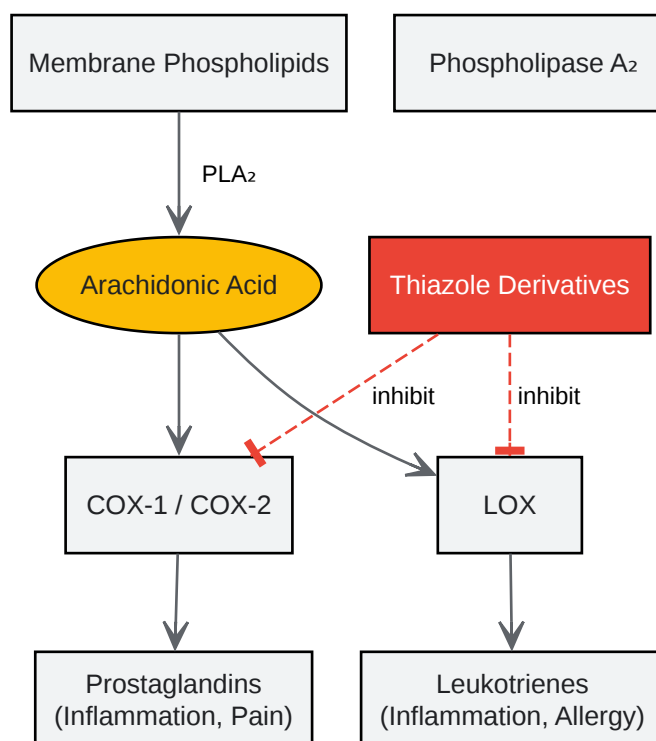 Membrane Phospholipids
Phospholipase A₂
PLA₂
Arachidonic Acid
Thiazole Derivatives
inhibit
inhibit
COX-1 / COX-2
LOX
Prostaglandins
(Inflammation, Pain)
Leukotrienes
(Inflammation, Allergy)